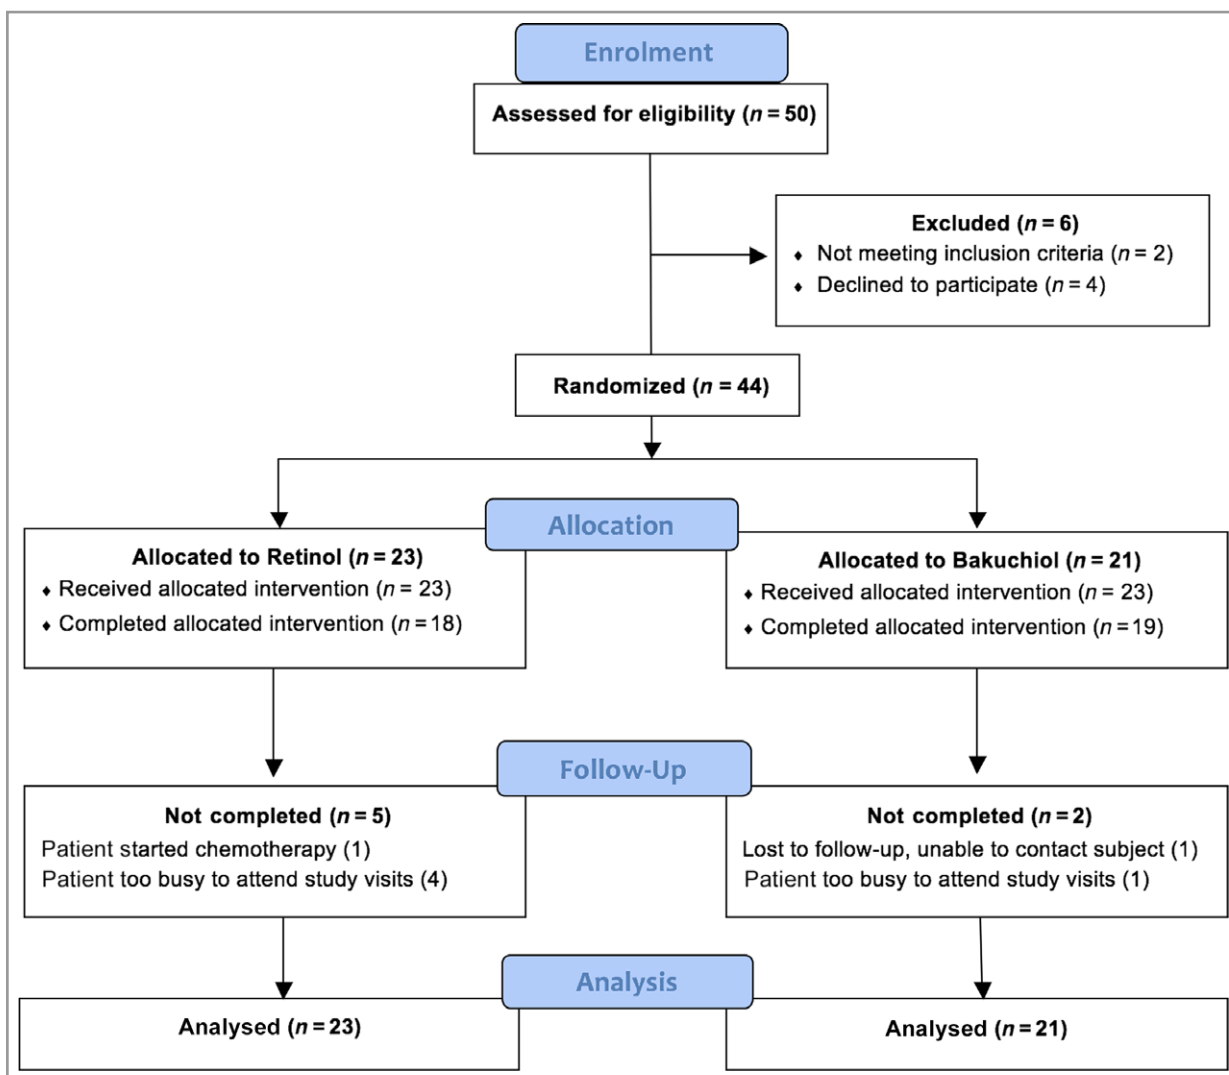 Enrolment
Assessed for eligibility (n = 50)
Excluded (n = 6)
♦ Not meeting inclusion criteria (n = 2)
♦ Declined to participate (n = 4)
Randomized (n = 44)
Allocation
Allocated to Retinol (n = 23)
♦ Received allocated intervention (n = 23)
♦ Completed allocated intervention (n = 18)
Allocated to Bakuchiol (n = 21)
♦ Received allocated intervention (n = 23)
♦ Completed allocated intervention (n = 19)
Follow-Up
Not completed (n = 5)
Patient started chemotherapy (1)
Patient too busy to attend study visits (4)
Not completed (n = 2)
Lost to follow-up, unable to contact subject (1)
Patient too busy to attend study visits (1)
Analysis
Analysed (n = 23)
Analysed (n = 21)